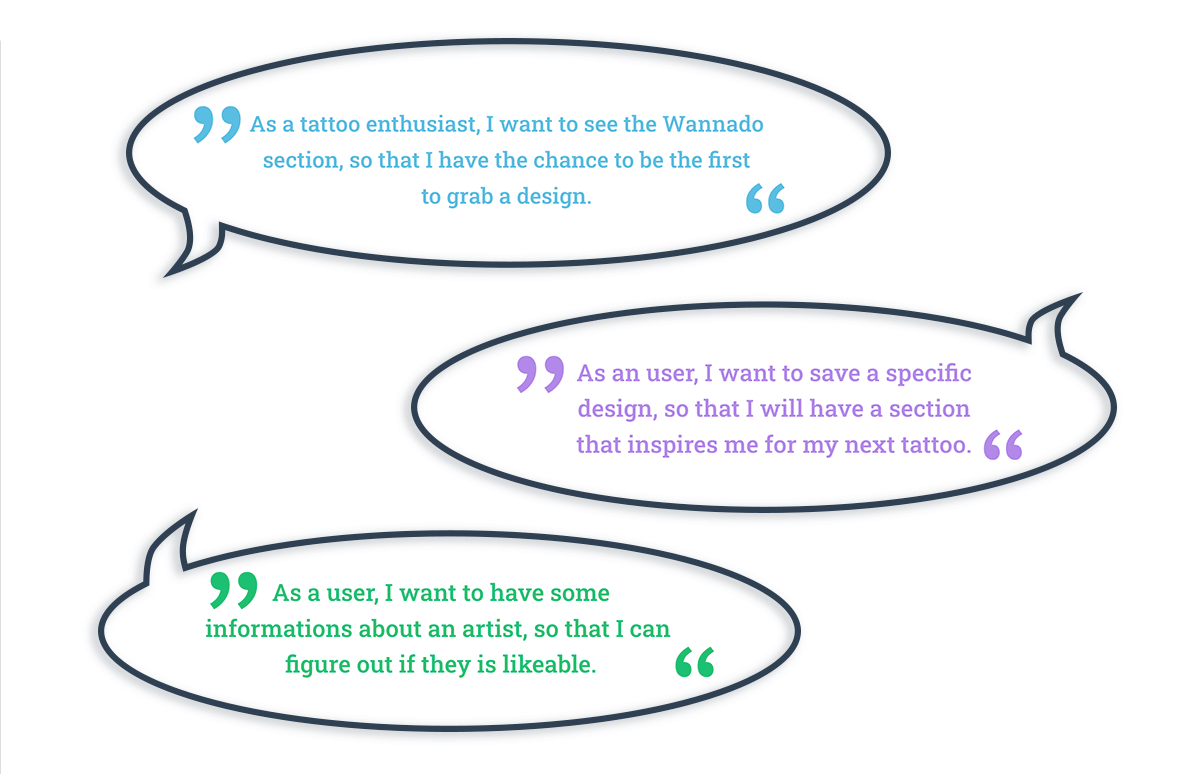 ”As a tattoo enthusiast, I want to see the Wannado
section, so that I have the chance to be the first
to grab a design.“
”As an user, I want to save a specific
design, so that I will have a section
that inspires me for my next tattoo.“
”As a user, I want to have some
informations about an artist, so that I can
figure out if they is likeable.“